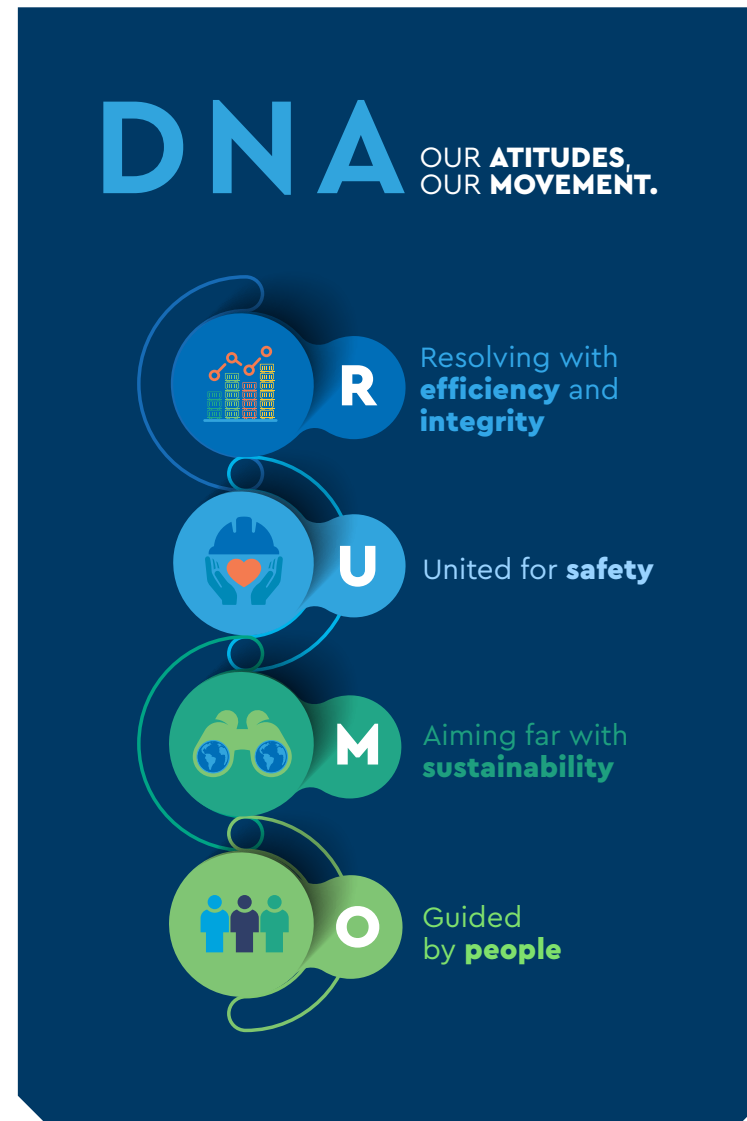 DNA
OUR ATITUDES,
OUR MOVEMENT.
R
Resolving with
efficiency and
integrity
U
United for safety
M
Aiming far with
sustainability
O
Guided
by people